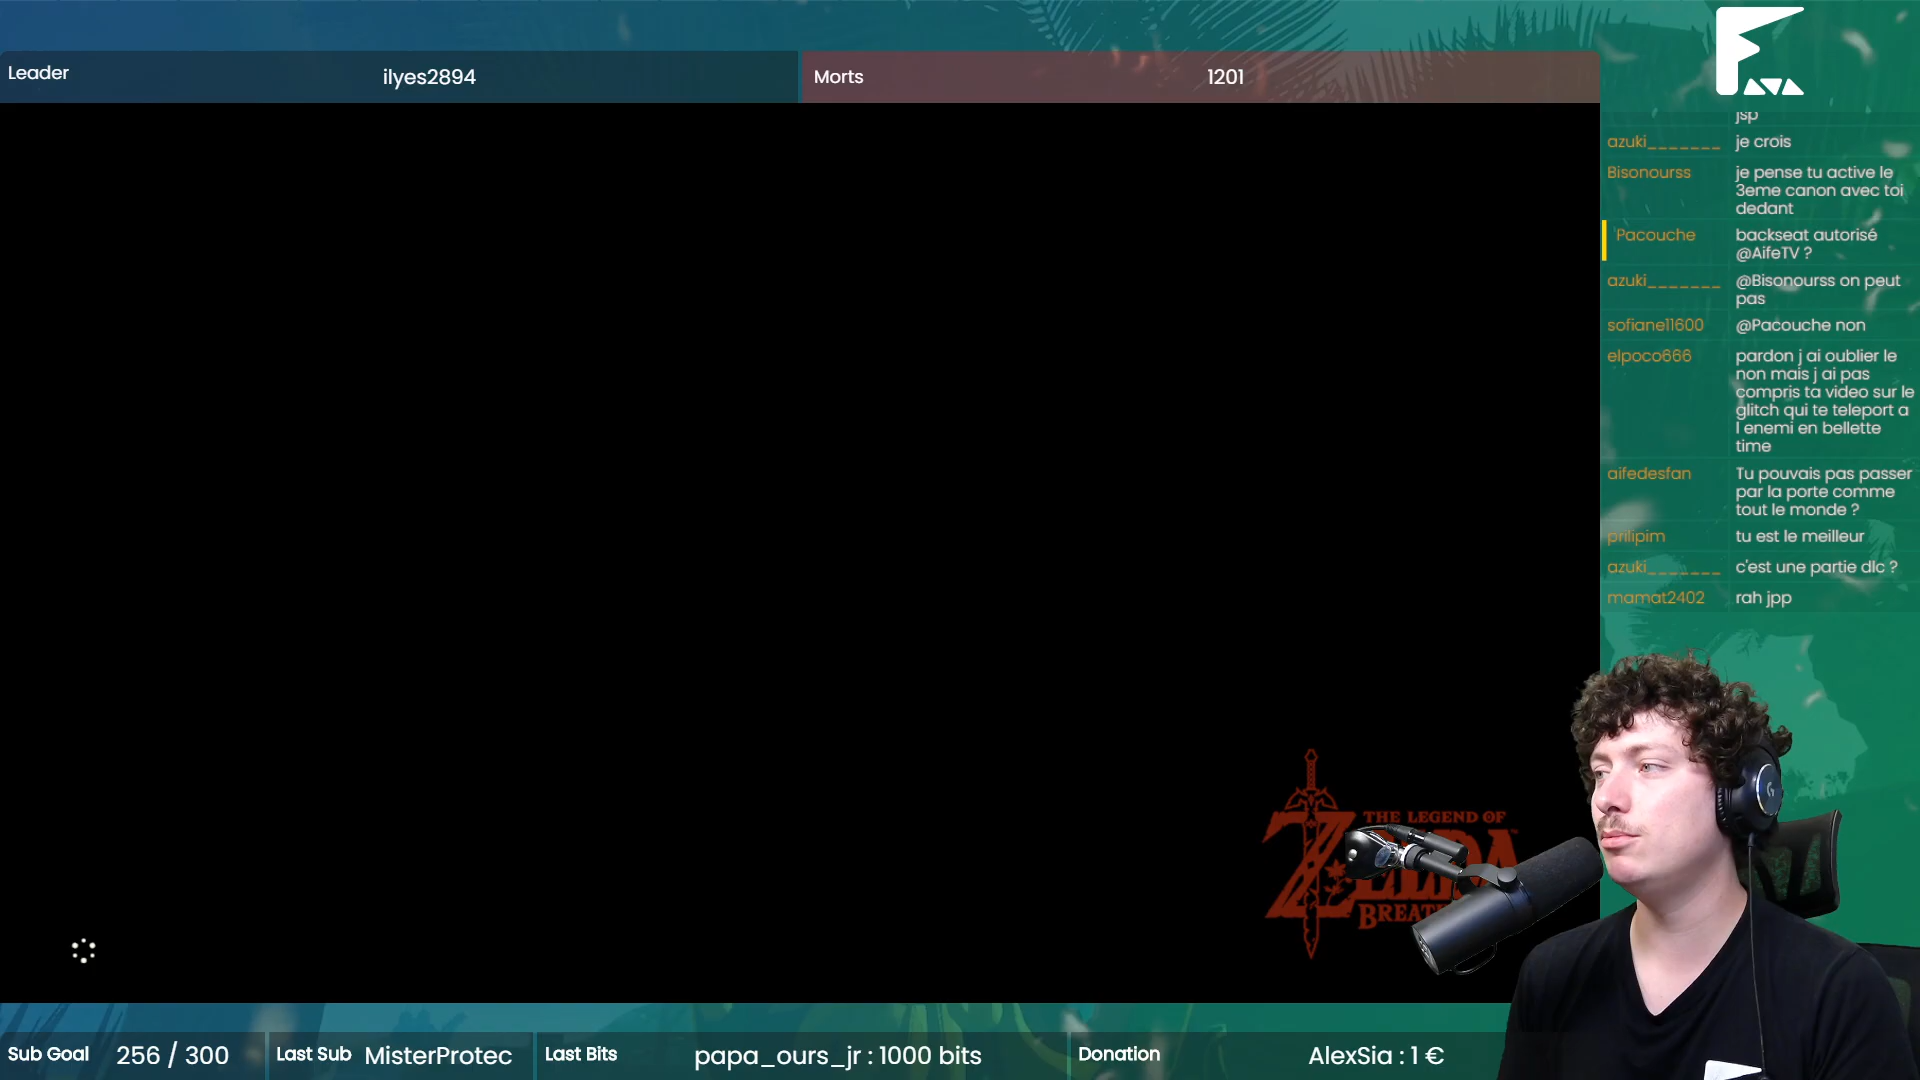 Leader
ilyes2894
Morts
1201
jsp
azuki_______ je crois
Bisonourss je pense tu active le
3eme canon avec toi
dedant
Pacouche backseat autorisé
@AifeTV ?
azuki_______ @Bisonourss on peut
pas
sofiane11600 @Pacouche non
elpoco666 pardon j ai oublier le
non mais j ai pas
compris ta video sur le
glitch qui te teleport a
l enemi en bellette
time
aifedesfan Tu pouvais pas passer
par la porte comme
tout le monde ?
prilipim tu est le meilleur
azuki_______ c'est une partie dlc ?
mamat2402 rah jpp
THE LEGEND OF
ZELDA
Sub Goal 256 / 300
Last Sub MisterProtec
Last Bits papa_ours_jr : 1000 bits
Donation AlexSia : 1 €